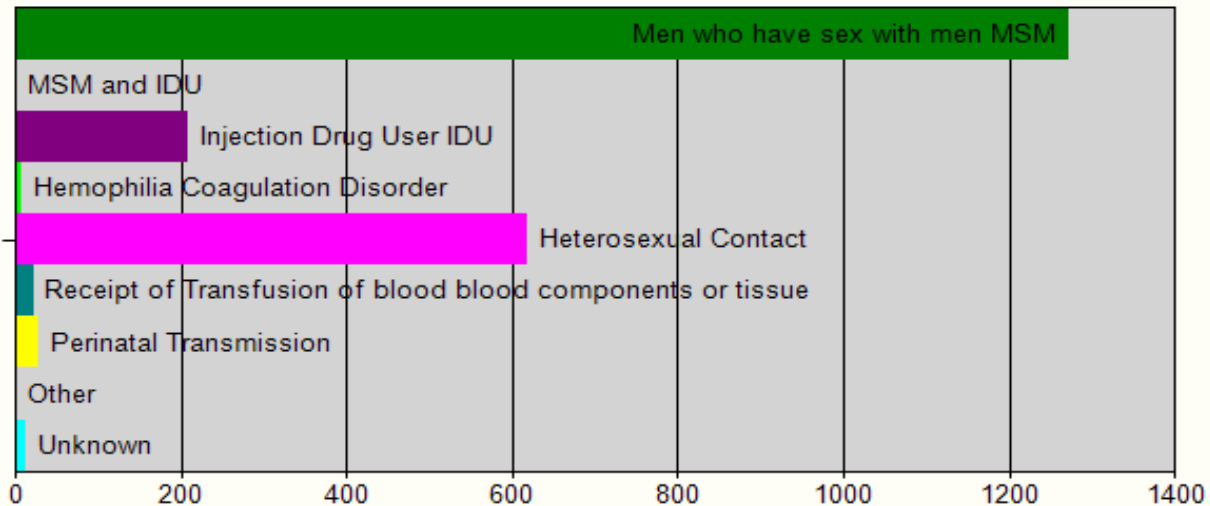 Men who have sex with men MSM
MSM and IDU
Injection Drug User IDU
Hemophilia Coagulation Disorder
Heterosexual Contact
Receipt of Transfusion of blood blood components or tissue
Perinatal Transmission
Other
Unknown
0 200 400 600 800 1000 1200 1400